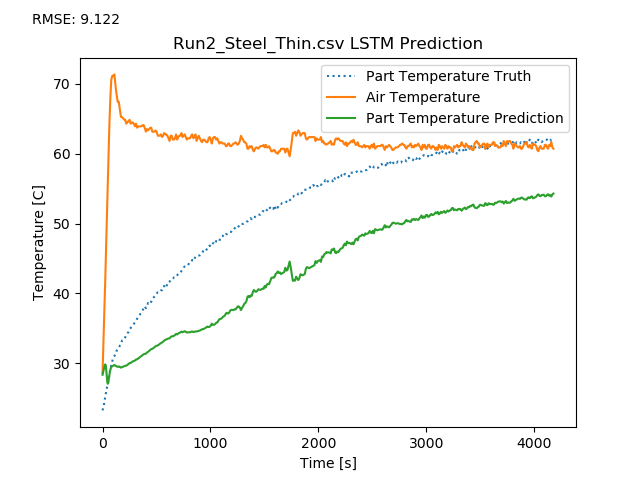 RMSE: 9.122
Run2_Steel_Thin.csv LSTM Prediction
Part Temperature Truth
Air Temperature
Part Temperature Prediction
Temperature [C]
70
60
50
40
30
0 1000 2000 3000 4000
Time [s]